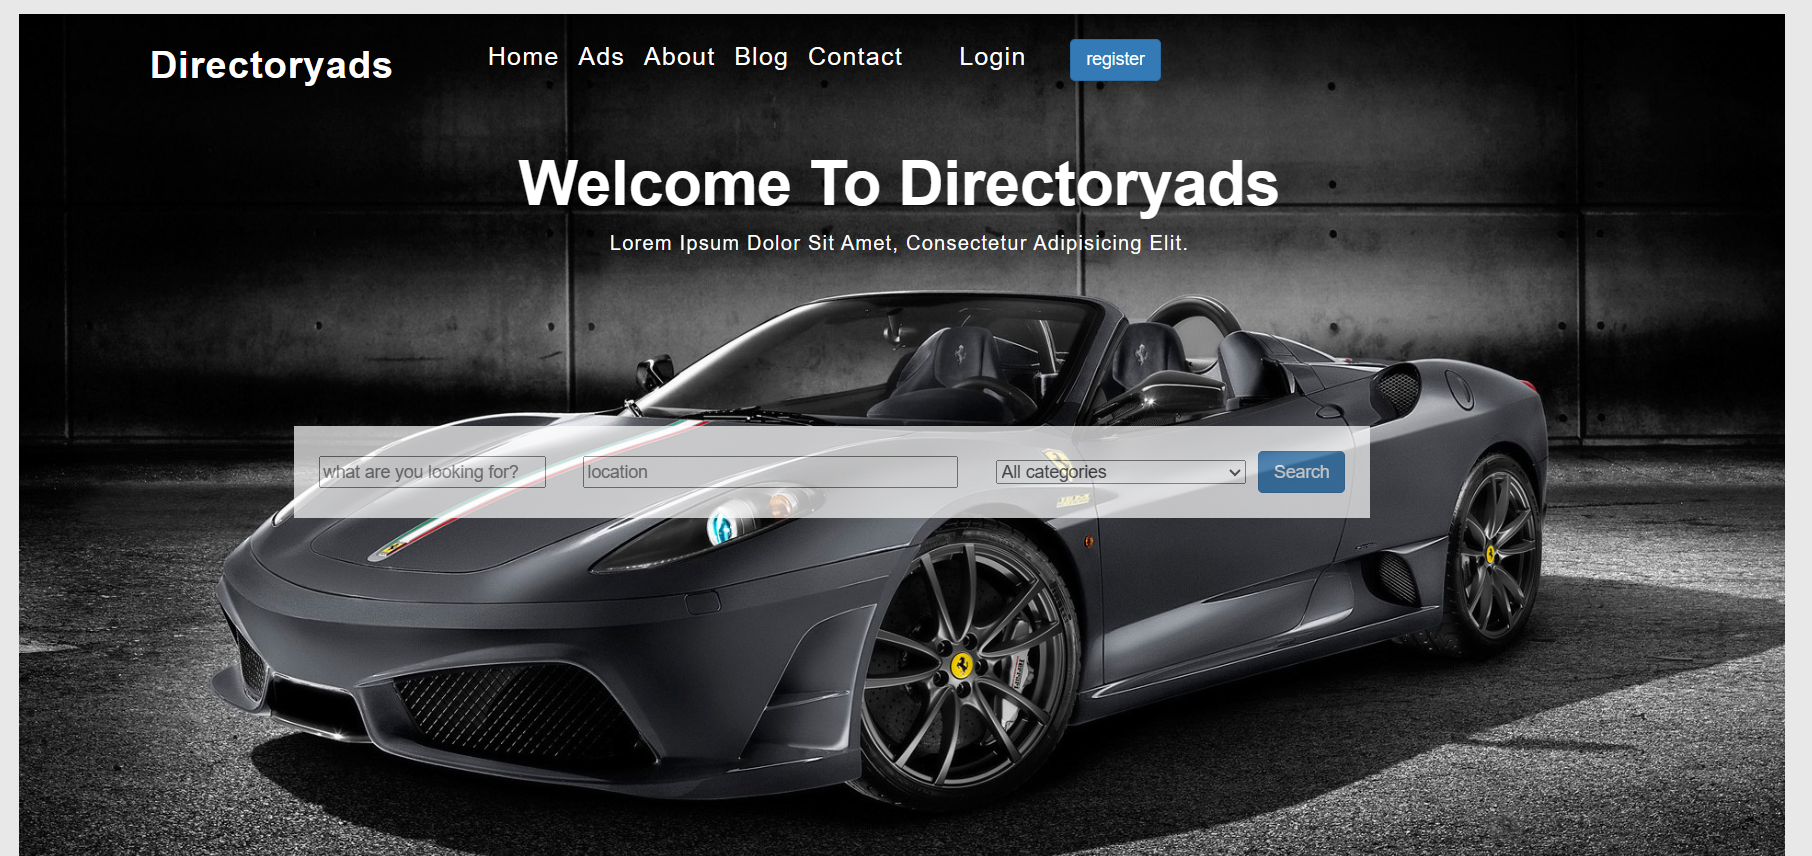 Directoryads
Home Ads About Blog Contact Login register
Welcome To Directoryads
Lorem Ipsum Dolor Sit Amet, Consectetur Adipisicing Elit.
what are you looking for? location All categories Search